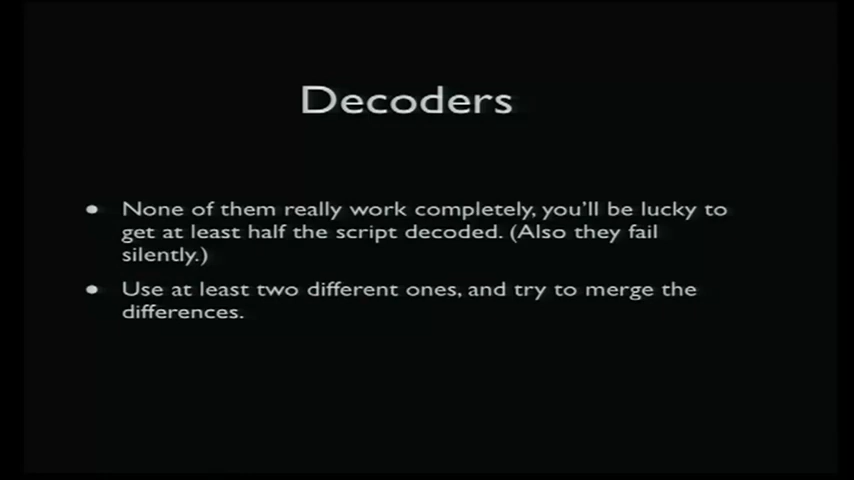 Decoders
● None of them really work completely, you'll be lucky to
get at least half the script decoded. (Also they fail
silently.)
● Use at least two different ones, and try to merge the
differences.